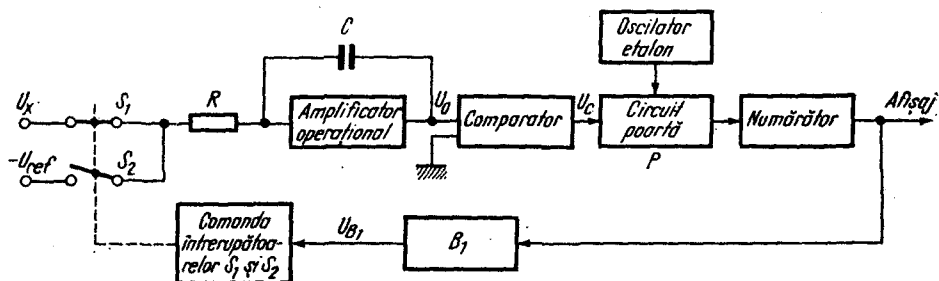 Oscilator
etalon
C
Ux
S1
R
Amplificator
operațional
U0
Comparator
Uc
Circuit
poartă
P
Numărător
Afișaj
-Uref
S2
Comanda
întrerupătoa-
relor S1 și S2
UB1
B1